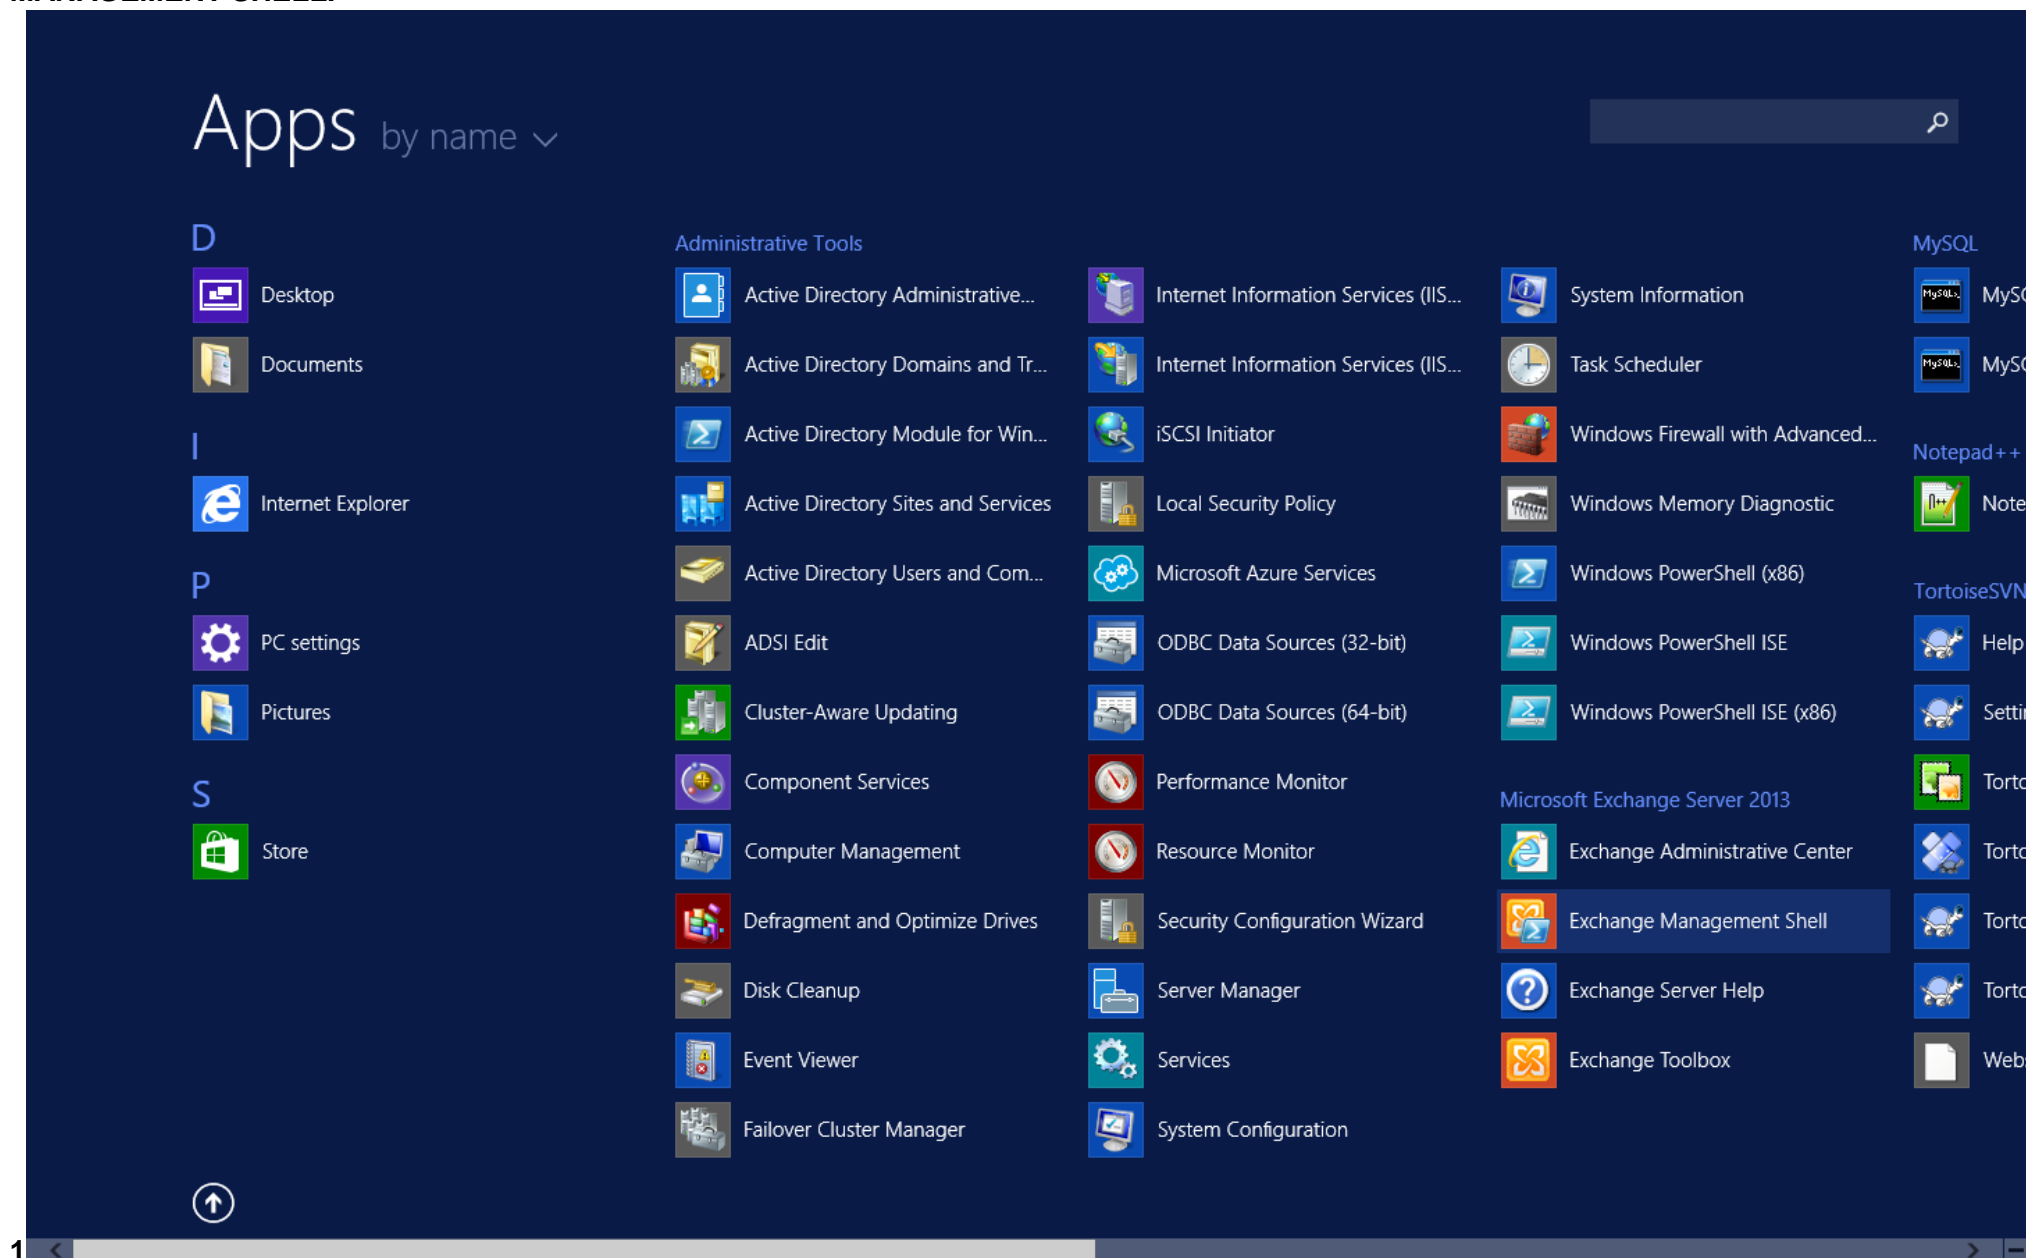 Apps by name
D
Desktop
Documents
I
Internet Explorer
P
PC settings
Pictures
S
Store
Administrative Tools
Active Directory Administrative...
Active Directory Domains and Tr...
Active Directory Module for Win...
Active Directory Sites and Services
Active Directory Users and Com...
ADSI Edit
Cluster-Aware Updating
Component Services
Computer Management
Defragment and Optimize Drives
Disk Cleanup
Event Viewer
Failover Cluster Manager
Internet Information Services (IIS...
Internet Information Services (IIS...
iSCSI Initiator
Local Security Policy
Microsoft Azure Services
ODBC Data Sources (32-bit)
ODBC Data Sources (64-bit)
Performance Monitor
Resource Monitor
Security Configuration Wizard
Server Manager
Services
System Configuration
System Information
Task Scheduler
Windows Firewall with Advanced...
Windows Memory Diagnostic
Windows PowerShell (x86)
Windows PowerShell ISE
Windows PowerShell ISE (x86)
Microsoft Exchange Server 2013
Exchange Administrative Center
Exchange Management Shell
Exchange Server Help
Exchange Toolbox
MySQL
Notepad++
Note
TortoiseSVN
Help
1